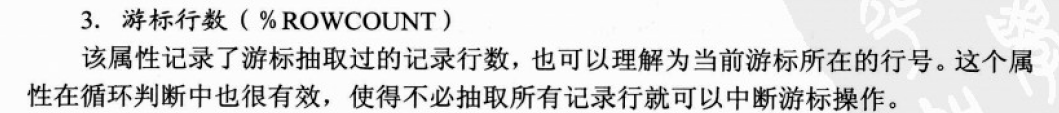 3. 游标行数（%ROWCOUNT）
该属性记录了游标抽取过的记录行数，也可以理解为当前游标所在的行号。这个属
性在循环判断中也很有效，使得不必抽取所有记录行就可以中断游标操作。